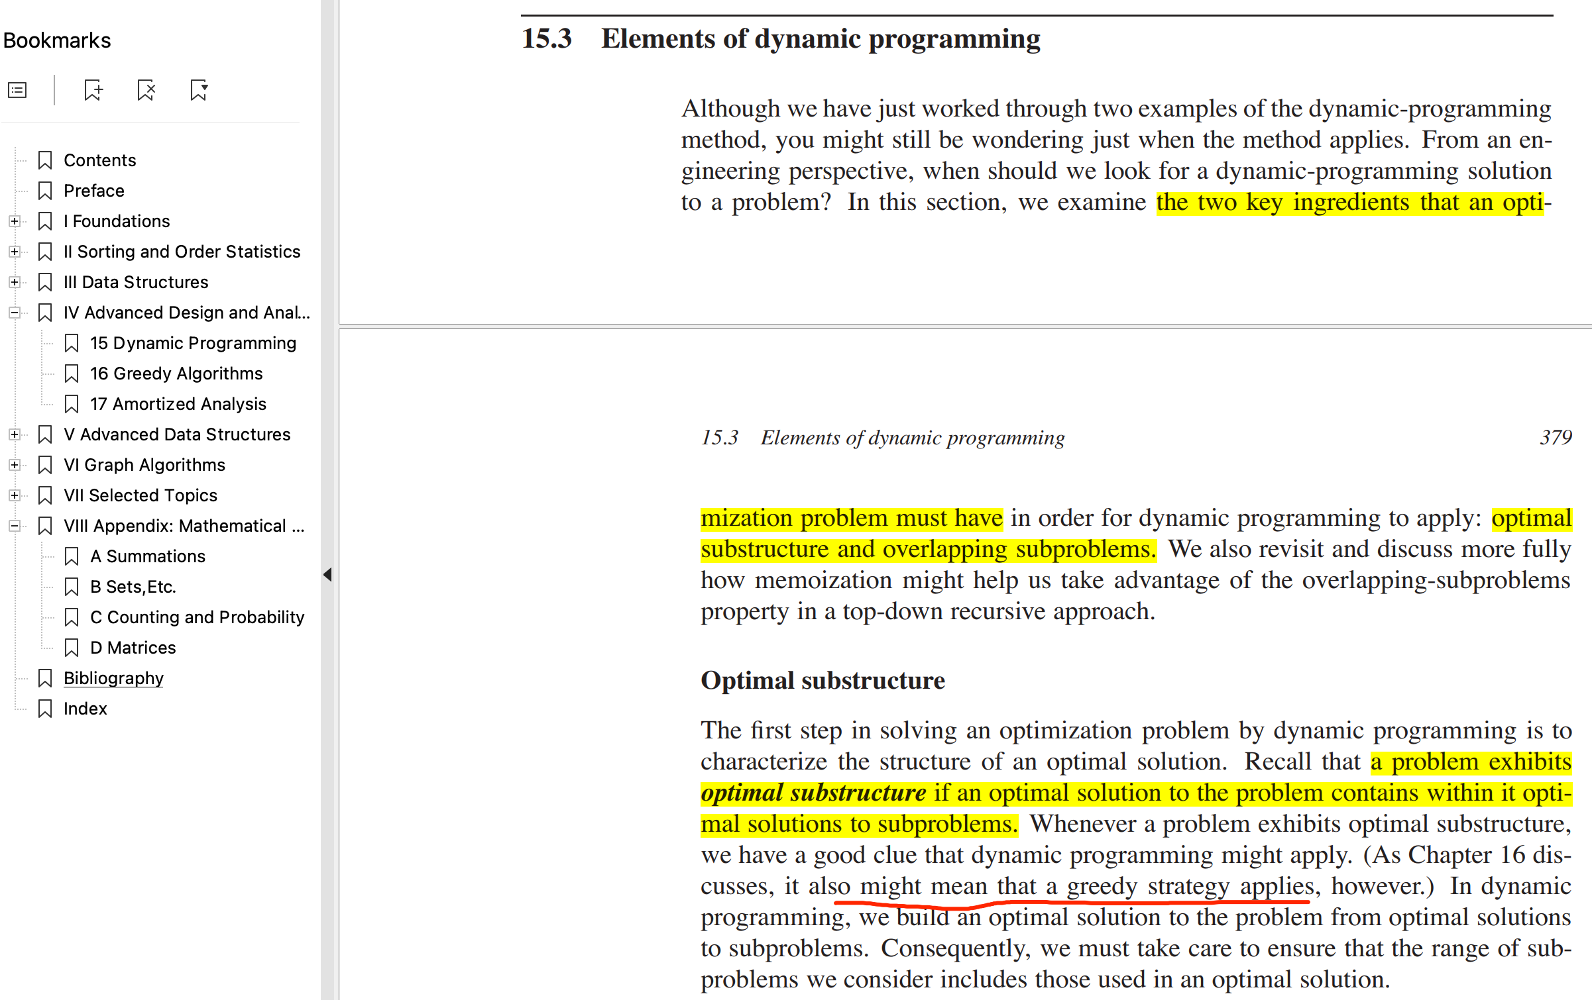 Bookmarks
Contents
Preface
I Foundations
II Sorting and Order Statistics
III Data Structures
IV Advanced Design and Anal...
15 Dynamic Programming
16 Greedy Algorithms
17 Amortized Analysis
V Advanced Data Structures
VI Graph Algorithms
VII Selected Topics
VIII Appendix: Mathematical ...
A Summations
B Sets,Etc.
C Counting and Probability
D Matrices
Bibliography
Index
15.3 Elements of dynamic programming
Although we have just worked through two examples of the dynamic-programming
method, you might still be wondering just when the method applies. From an en-
gineering perspective, when should we look for a dynamic-programming solution
to a problem? In this section, we examine the two key ingredients that an opti-
15.3 Elements of dynamic programming 379
mization problem must have in order for dynamic programming to apply: optimal
substructure and overlapping subproblems. We also revisit and discuss more fully
how memoization might help us take advantage of the overlapping-subproblems
property in a top-down recursive approach.
Optimal substructure
The first step in solving an optimization problem by dynamic programming is to
characterize the structure of an optimal solution. Recall that a problem exhibits
optimal substructure if an optimal solution to the problem contains within it opti-
mal solutions to subproblems. Whenever a problem exhibits optimal substructure,
we have a good clue that dynamic programming might apply. (As Chapter 16 dis-
cusses, it also might mean that a greedy strategy applies, however.) In dynamic
programming, we build an optimal solution to the problem from optimal solutions
to subproblems. Consequently, we must take care to ensure that the range of sub-
problems we consider includes those used in an optimal solution.